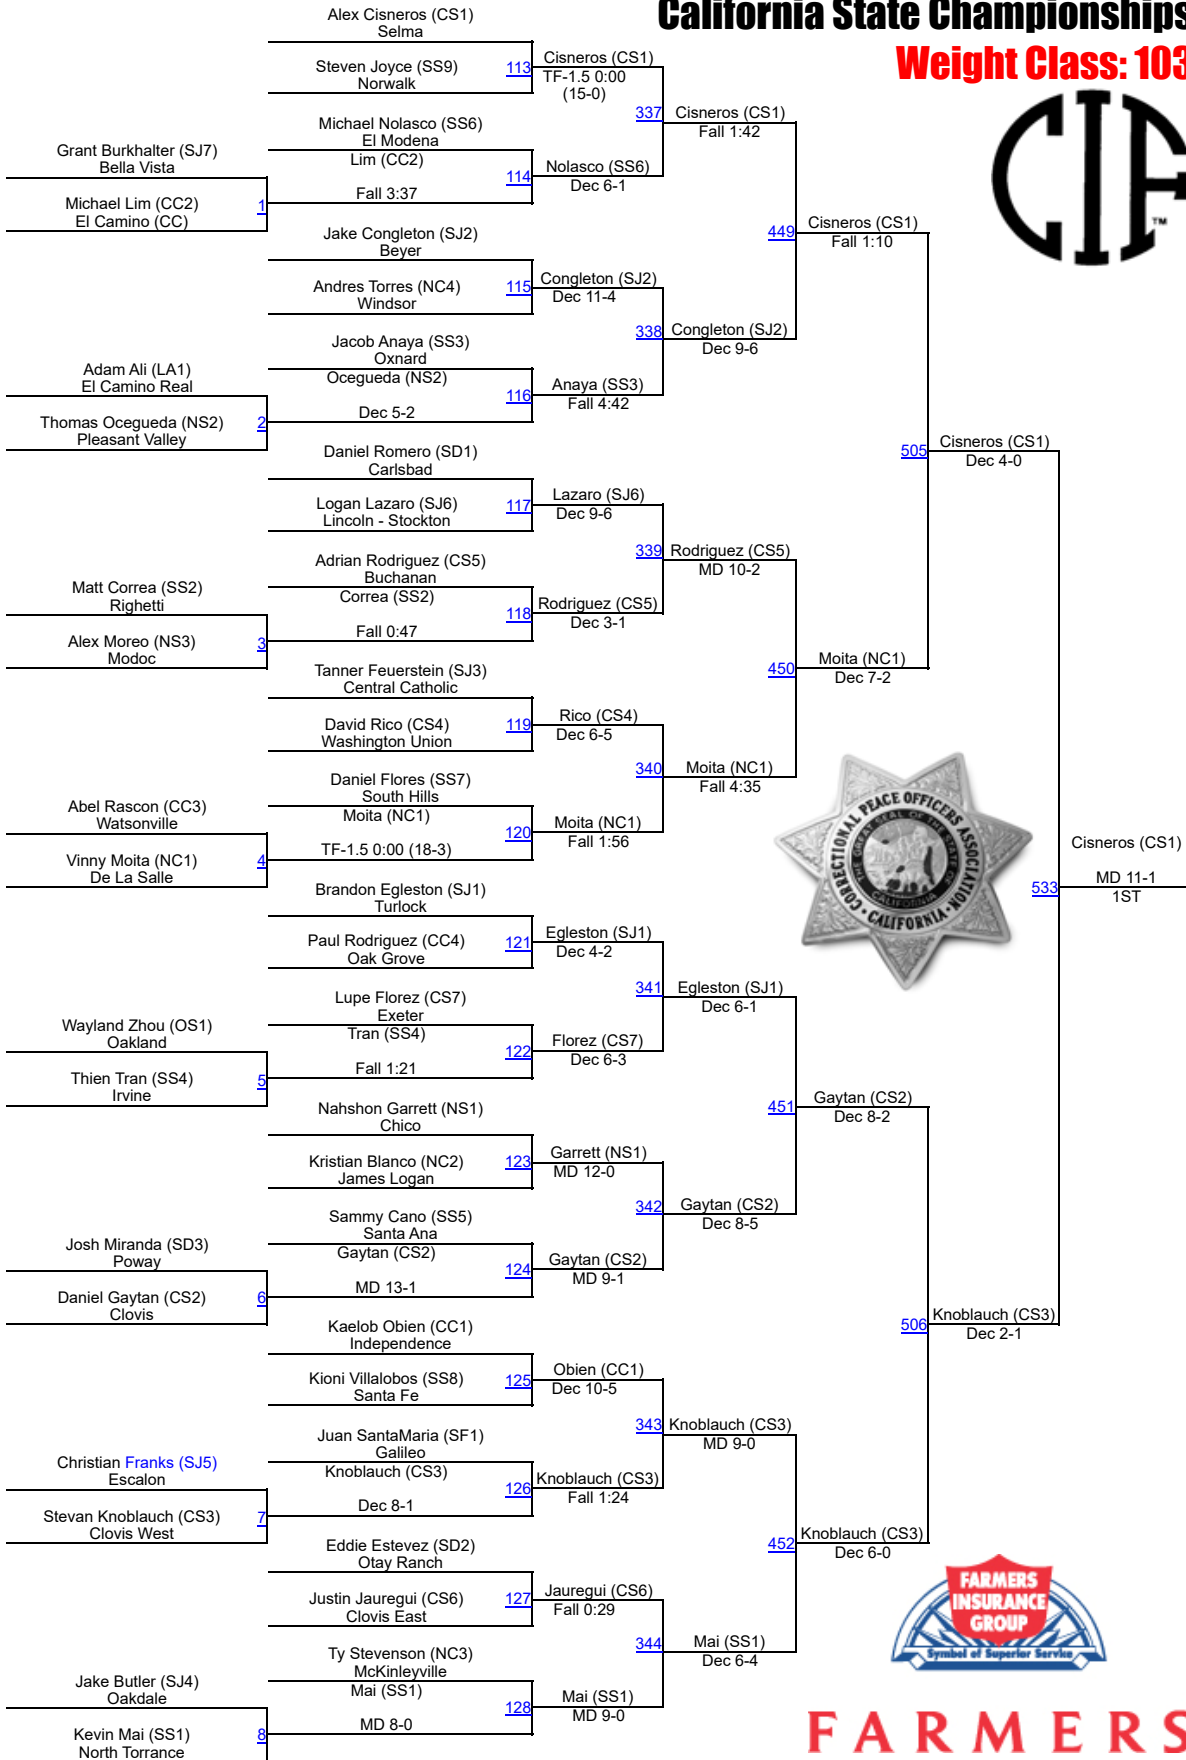 California State Championships
Weight Class: 103
CIF
TM
Alex Cisneros (CS1)
Selma
113
Cisneros (CS1)
TF-1.5 0:00
(15-0)
Steven Joyce (SS9)
Norwalk
337
Cisneros (CS1)
Fall 1:42
Michael Nolasco (SS6)
El Modena
Grant Burkhalter (SJ7)
Bella Vista
Lim (CC2)
Fall 3:37
114
Nolasco (SS6)
Dec 6-1
Michael Lim (CC2)
El Camino (CC)
1
449
Cisneros (CS1)
Fall 1:10
Jake Congleton (SJ2)
Beyer
115
Congleton (SJ2)
Dec 11-4
Andres Torres (NC4)
Windsor
338
Congleton (SJ2)
Dec 9-6
Jacob Anaya (SS3)
Oxnard
Adam Ali (LA1)
El Camino Real
Ocegueda (NS2)
Dec 5-2
116
Anaya (SS3)
Fall 4:42
Thomas Ocegueda (NS2)
Pleasant Valley
2
505
Cisneros (CS1)
Dec 4-0
Daniel Romero (SD1)
Carlsbad
117
Lazaro (SJ6)
Dec 9-6
Logan Lazaro (SJ6)
Lincoln - Stockton
339
Rodriguez (CS5)
MD 10-2
Adrian Rodriguez (CS5)
Buchanan
Matt Correa (SS2)
Righetti
Correa (SS2)
Fall 0:47
118
Rodriguez (CS5)
Dec 3-1
Alex Moreo (NS3)
Modoc
3
450
Moita (NC1)
Dec 7-2
Tanner Feuerstein (SJ3)
Central Catholic
119
Rico (CS4)
Dec 6-5
David Rico (CS4)
Washington Union
340
Moita (NC1)
Fall 4:35
Daniel Flores (SS7)
South Hills
Abel Rascon (CC3)
Watsonville
Moita (NC1)
TF-1.5 0:00 (18-3)
120
Moita (NC1)
Fall 1:56
Vinny Moita (NC1)
De La Salle
4
CORRECTIONAL PEACE OFFICERS ASSOCIATION
CALIFORNIA
THE GREAT SEAL OF THE STATE OF CALIFORNIA
533
Cisneros (CS1)
MD 11-1
1ST
Brandon Egleston (SJ1)
Turlock
121
Egleston (SJ1)
Dec 4-2
Paul Rodriguez (CC4)
Oak Grove
341
Egleston (SJ1)
Dec 6-1
Lupe Florez (CS7)
Exeter
Wayland Zhou (OS1)
Oakland
Tran (SS4)
Fall 1:21
122
Florez (CS7)
Dec 6-3
Thien Tran (SS4)
Irvine
5
451
Gaytan (CS2)
Dec 8-2
Nahshon Garrett (NS1)
Chico
123
Garrett (NS1)
MD 12-0
Kristian Blanco (NC2)
James Logan
342
Gaytan (CS2)
Dec 8-5
Sammy Cano (SS5)
Santa Ana
Josh Miranda (SD3)
Poway
Gaytan (CS2)
MD 13-1
124
Gaytan (CS2)
MD 9-1
Daniel Gaytan (CS2)
Clovis
6
506
Knoblauch (CS3)
Dec 2-1
Kaelob Obien (CC1)
Independence
125
Obien (CC1)
Dec 10-5
Kioni Villalobos (SS8)
Santa Fe
343
Knoblauch (CS3)
MD 9-0
Juan SantaMaria (SF1)
Galileo
Christian Franks (SJ5)
Escalon
Knoblauch (CS3)
Dec 8-1
126
Knoblauch (CS3)
Fall 1:24
Stevan Knoblauch (CS3)
Clovis West
7
452
Knoblauch (CS3)
Dec 6-0
Eddie Estevez (SD2)
Otay Ranch
127
Jauregui (CS6)
Fall 0:29
Justin Jauregui (CS6)
Clovis East
344
Mai (SS1)
Dec 6-4
Ty Stevenson (NC3)
McKinleyville
Jake Butler (SJ4)
Oakdale
Mai (SS1)
MD 8-0
128
Mai (SS1)
MD 9-0
Kevin Mai (SS1)
North Torrance
8
FARMERS
INSURANCE
GROUP
Symbol of Superior Service
FARMERS